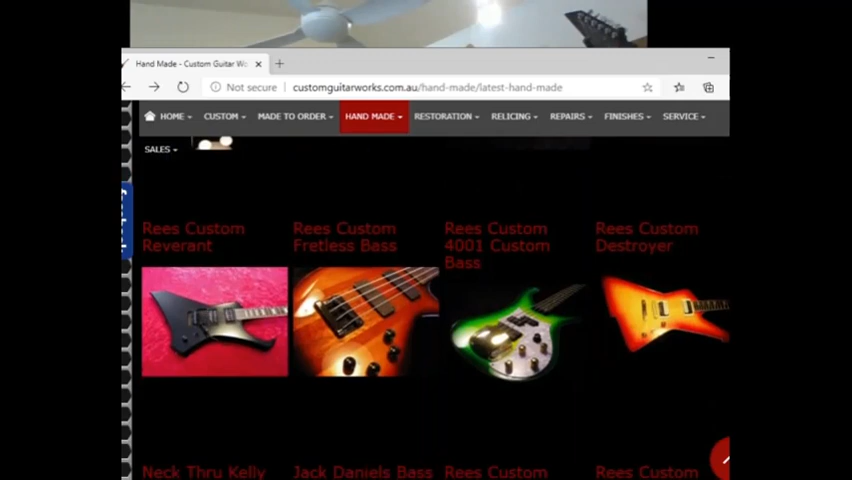 Hand Made - Custom Guitar Wo
Not secure
customguitarworks.com.au/hand-made/latest-hand-made
HOME CUSTOM MADE TO ORDER HAND MADE RESTORATION RELICING REPAIRS FINISHES SERVICE
SALES
Rees Custom
Reverant
Rees Custom
Fretless Bass
Rees Custom
4001 Custom
Bass
Rees Custom
Destroyer
Neck Thru Kelly
Jack Daniels Bass
Rees Custom
Rees Custom